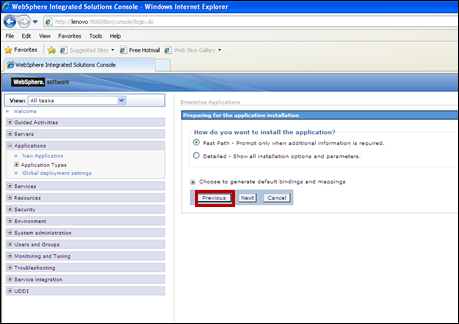 WebSphere Integrated Solutions Console - Windows Internet Explorer
http://lenovo:9060/ibm/console/login.do
File Edit View Favorites Tools Help
Favorites Suggested Sites Free Hotmail Web Slice Gallery
WebSphere Integrated Solutions Console
WebSphere. software
View: All tasks
Welcome
Guided Activities
Servers
Applications
New Application
Application Types
Global deployment settings
Services
Resources
Security
Environment
System administration
Users and Groups
Monitoring and Tuning
Troubleshooting
Service integration
UDDI
Enterprise Applications
Preparing for the application installation
How do you want to install the application?
Fast Path - Prompt only when additional information is required.
Detailed - Show all installation options and parameters.
Choose to generate default bindings and mappings
Previous Next Cancel